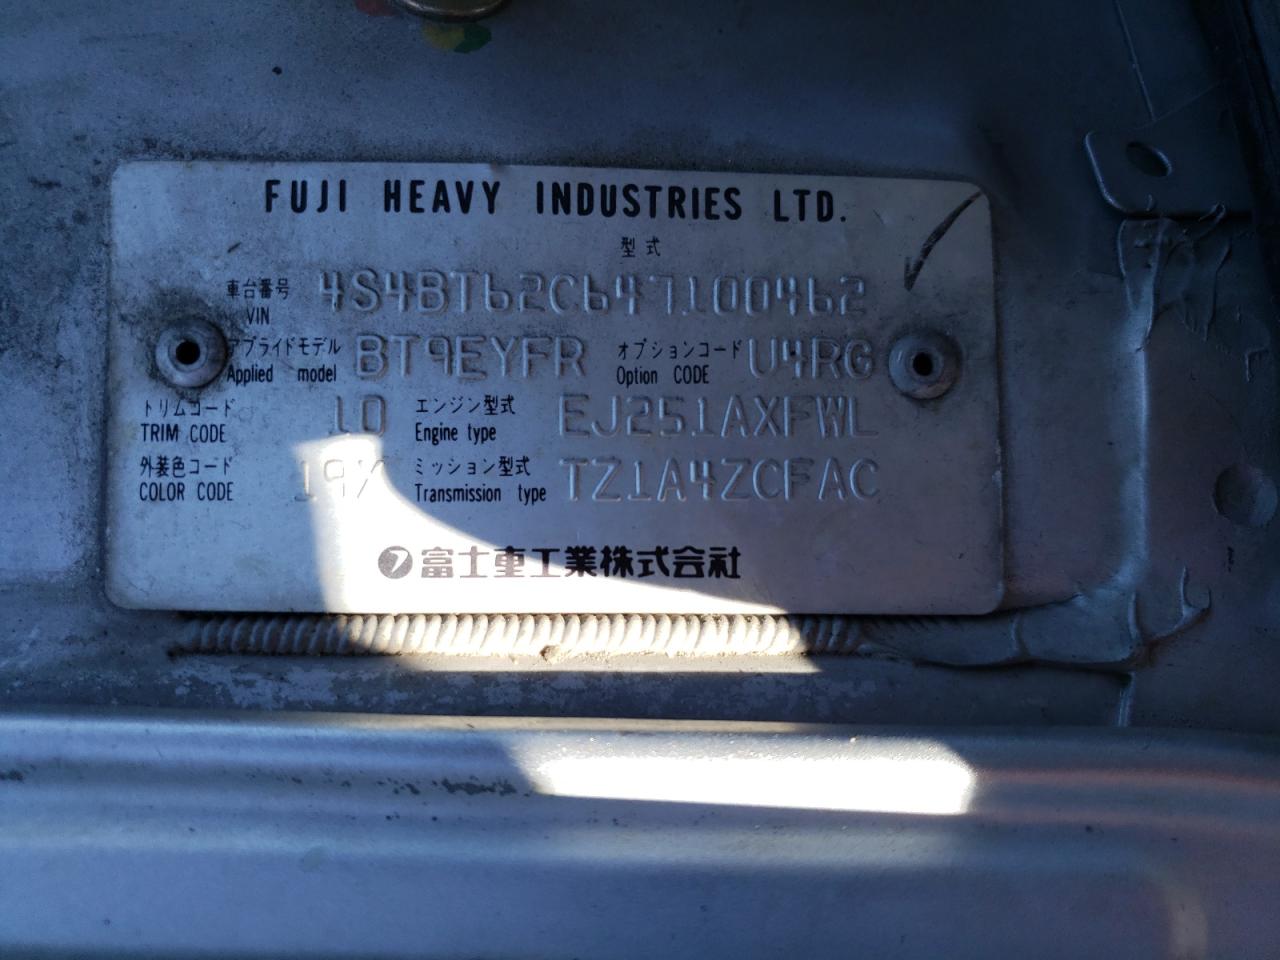 FUJI HEAVY INDUSTRIES LTD.
型式
車台番号 VIN 4S4BT62C647100462
アプライドモデル Applied model BT9EYFR オプションコード Option CODE U4RG
トリムコード TRIM CODE 10 エンジン型式 Engine type EJ251AXFWL
外装色コード COLOR CODE ミッション型式 Transmission type TZ1A4ZCFAC
富士重工業株式会社